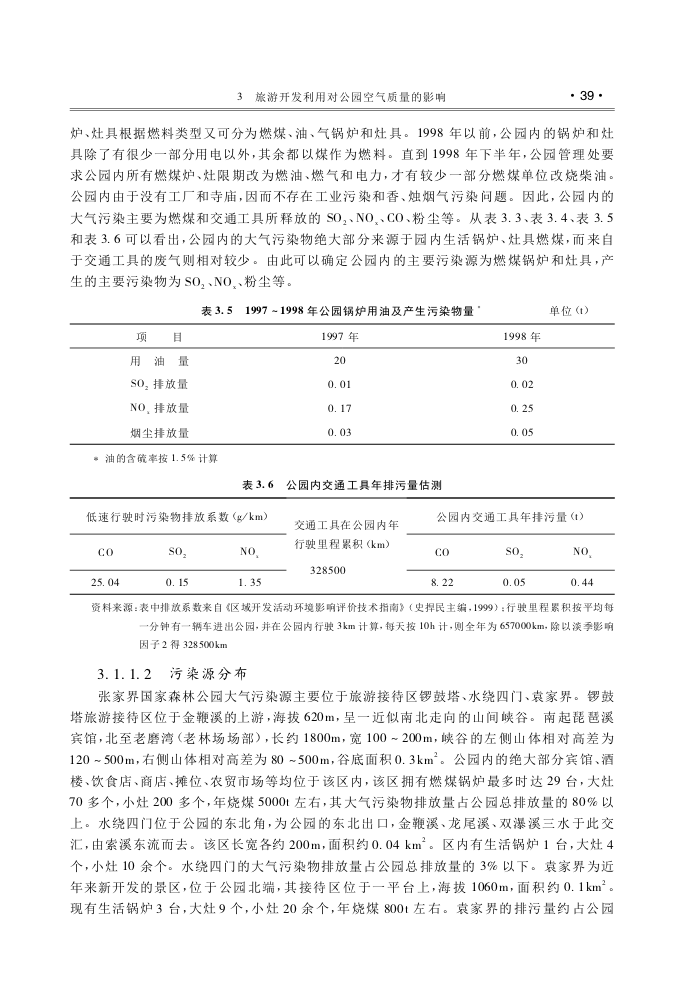 3 旅游开发利用对公园空气质量的影响 · 39 ·
炉、灶具根据燃料类型又可分为燃煤、油、气锅炉和灶具。1998 年以前,公园内的锅炉和灶
具除了有很少一部分用电以外,其余都以煤作为燃料。直到 1998 年下半年,公园管理处要
求公园内所有燃煤炉、灶限期改为燃油、燃气和电力,才有较少一部分燃煤单位改烧柴油。
公园内由于没有工厂和寺庙,因而不存在工业污染和香、烛烟气污染问题。因此,公园内的
大气污染主要为燃煤和交通工具所释放的 SO₂、NOₓ、CO、粉尘等。从表 3. 3、表 3. 4、表 3. 5
和表 3. 6 可以看出,公园内的大气污染物绝大部分来源于园内生活锅炉、灶具燃煤,而来自
于交通工具的废气则相对较少。由此可以确定公园内的主要污染源为燃煤锅炉和灶具,产
生的主要污染物为 SO₂、NOₓ、粉尘等。
表 3. 5 1997 ~ 1998 年公园锅炉用油及产生污染物量 * 单位 (t)
项 目 1997 年 1998 年
用 油 量 20 30
SO₂ 排放量 0. 01 0. 02
NOₓ 排放量 0. 17 0. 25
烟尘排放量 0. 03 0. 05
* 油的含硫率按 1. 5% 计算
表 3. 6 公园内交通工具年排污量估测
低速行驶时污染物排放系数 (g/km) 交通工具在公园内年 公园内交通工具年排污量 (t)
行驶里程累积 (km)
CO SO₂ NOₓ CO SO₂ NOₓ
328500
25. 04 0. 15 1. 35 8. 22 0. 05 0. 44
资料来源:表中排放系数来自《区域开发活动环境影响评价技术指南》(史捍民主编,1999);行驶里程累积按平均每
一分钟有一辆车进出公园,并在公园内行驶 3km 计算,每天按 10h 计,则全年为 657000km,除以淡季影响
因子 2 得 328500km
3. 1. 1. 2 污染源分布
张家界国家森林公园大气污染源主要位于旅游接待区锣鼓塔、水绕四门、袁家界。锣鼓
塔旅游接待区位于金鞭溪的上游,海拔 620m,呈一近似南北走向的山间峡谷。南起琵琶溪
宾馆,北至老磨湾(老林场场部),长约 1800m,宽 100 ~ 200m,峡谷的左侧山体相对高差为
120 ~ 500m,右侧山体相对高差为 80 ~ 500m,谷底面积 0. 3km²。公园内的绝大部分宾馆、酒
楼、饮食店、商店、摊位、农贸市场等均位于该区内,该区拥有燃煤锅炉最多时达 29 台,大灶
70 多个,小灶 200 多个,年烧煤 5000t 左右,其大气污染物排放量占公园总排放量的 80% 以
上。水绕四门位于公园的东北角,为公园的东北出口,金鞭溪、龙尾溪、双瀑溪三水于此交
汇,由索溪东流而去。该区长宽各约 200m,面积约 0. 04 km²。区内有生活锅炉 1 台,大灶 4
个,小灶 10 余个。水绕四门的大气污染物排放量占公园总排放量的 3% 以下。袁家界为近
年来新开发的景区,位于公园北端,其接待区位于一平台上,海拔 1060m,面积约 0. 1km²。
现有生活锅炉 3 台,大灶 9 个,小灶 20 余个,年烧煤 800t 左右。袁家界的排污量约占公园